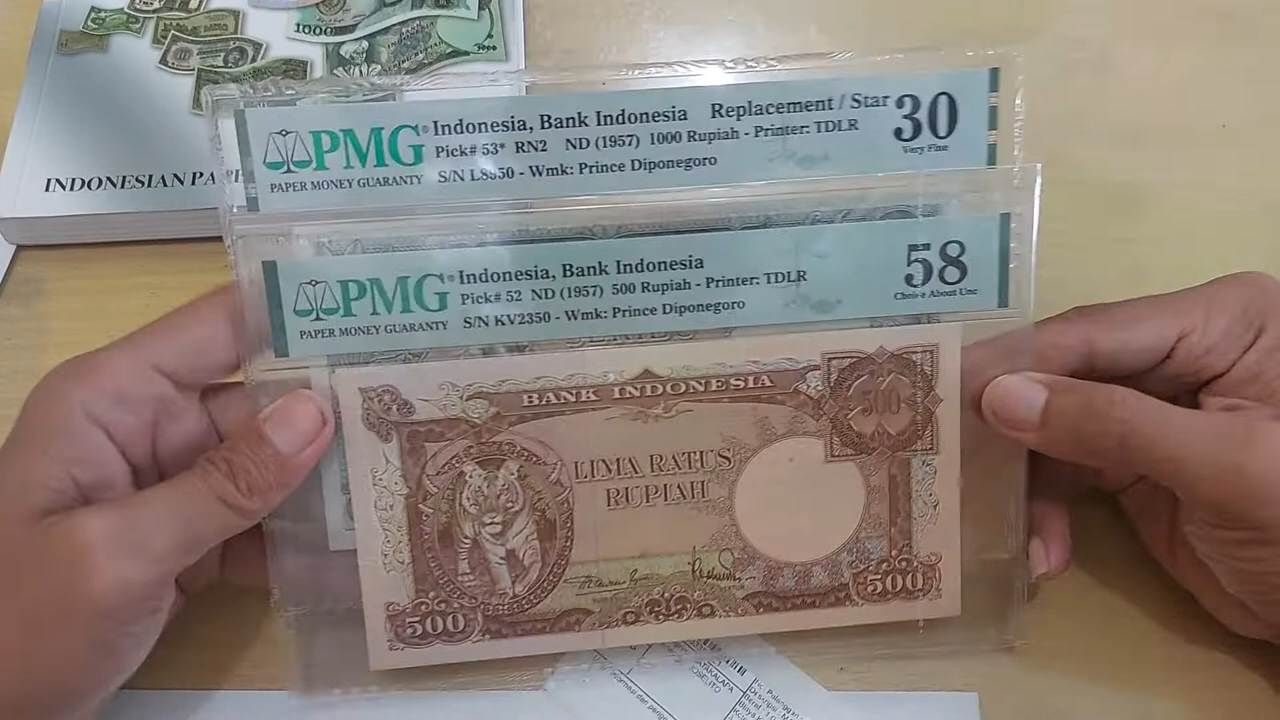 1000
INDONESIAN PA
PMG
PAPER MONEY GUARANTY
Indonesia, Bank Indonesia Replacement / Star
Pick# 53* RN2 ND (1957) 1000 Rupiah - Printer: TDLR
S/N L8950 - Wmk: Prince Diponegoro
30
Very Fine
PMG
PAPER MONEY GUARANTY
Indonesia, Bank Indonesia
Pick# 52 ND (1957) 500 Rupiah - Printer: TDLR
S/N KV2350 - Wmk: Prince Diponegoro
58
Choice About Unc
BANK INDONESIA
500
LIMA RATUS
RUPIAH
500
500
ATAKALAPA
OSELITO